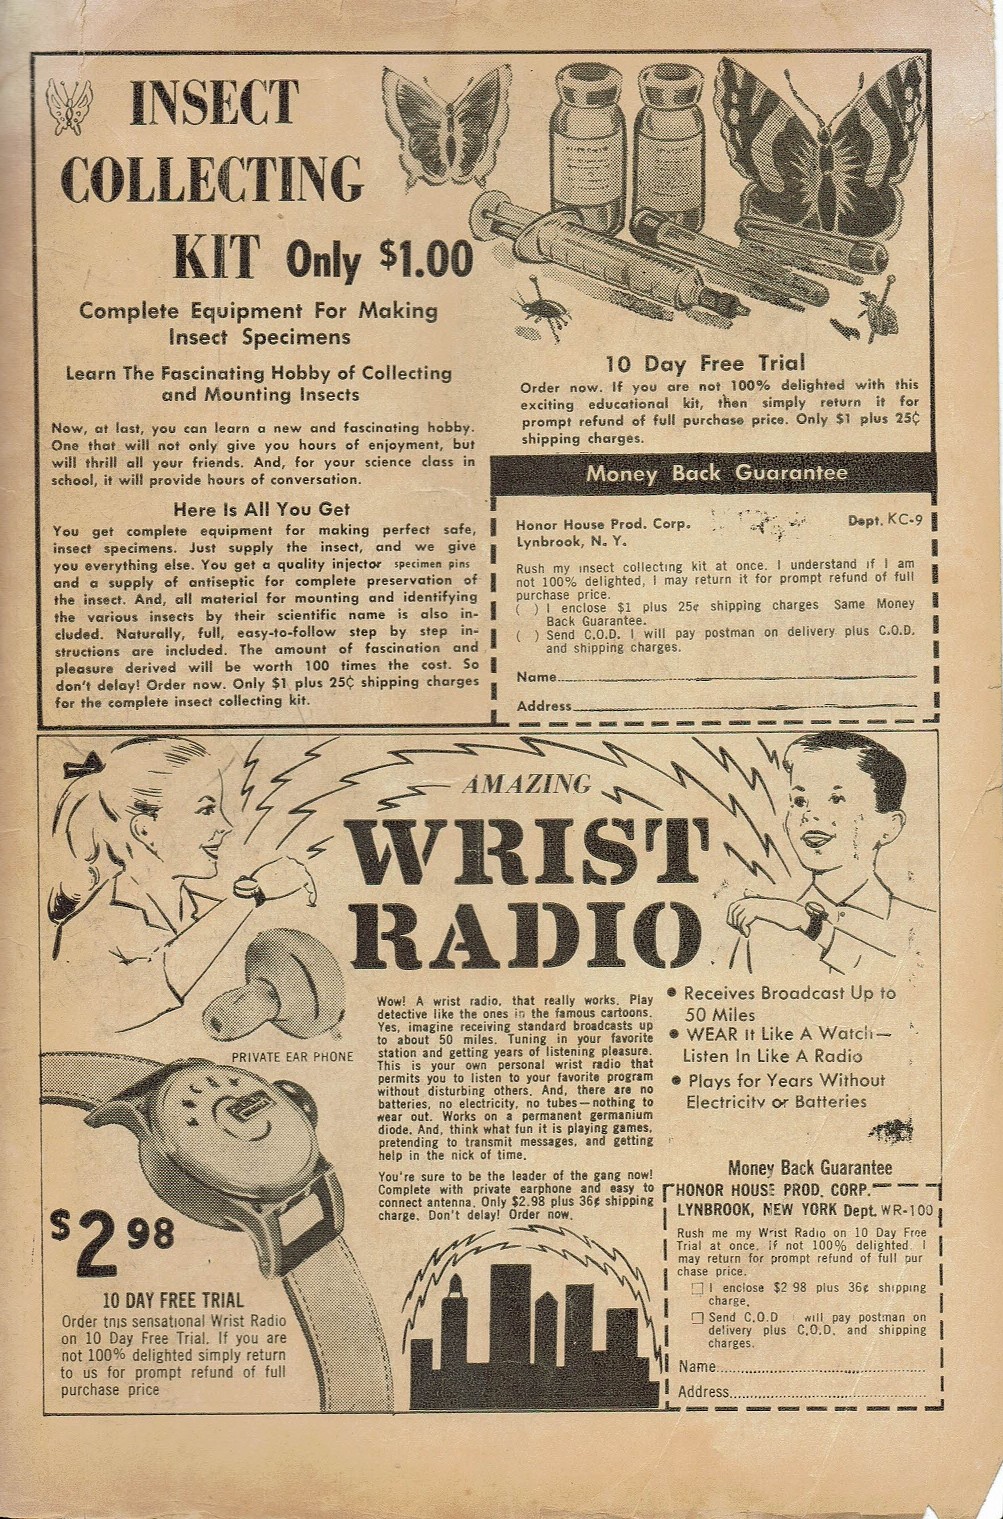 INSECT
COLLECTING
KIT Only $1.00
Complete Equipment For Making
Insect Specimens
Learn The Fascinating Hobby of Collecting
and Mounting Insects
Now, at last, you can learn a new and fascinating hobby.
One that will not only give you hours of enjoyment, but
will thrill all your friends. And, for your science class in
school, it will provide hours of conversation.
Here Is All You Get
You get complete equipment for making perfect safe,
insect specimens. Just supply the insect, and we give
you everything else. You get a quality injector specimen pins
and a supply of antiseptic for complete preservation of
the insect. And, all material for mounting and identifying
the various insects by their scientific name is also in-
cluded. Naturally, full, easy-to-follow step by step in-
structions are included. The amount of fascination and
pleasure derived will be worth 100 times the cost. So
don't delay! Order now. Only $1 plus 25¢ shipping charges
for the complete insect collecting kit.
10 Day Free Trial
Order now. If you are not 100% delighted with this
exciting educational kit, then simply return it for
prompt refund of full purchase price. Only $1 plus 25¢
shipping charges.
Money Back Guarantee
Honor House Prod. Corp. Dept. KC-9
Lynbrook, N. Y.
Rush my insect collecting kit at once. I understand if I am
not 100% delighted, I may return it for prompt refund of full
purchase price.
( ) I enclose $1 plus 25¢ shipping charges Same Money
Back Guarantee.
( ) Send C.O.D. I will pay postman on delivery plus C.O.D.
and shipping charges.
Name
Address
AMAZING
WRIST
RADIO
PRIVATE EAR PHONE
Wow! A wrist radio, that really works. Play
detective like the ones in the famous cartoons.
Yes, imagine receiving standard broadcasts up
to about 50 miles. Tuning in your favorite
station and getting years of listening pleasure.
This is your own personal wrist radio that
permits you to listen to your favorite program
without disturbing others. And, there are no
batteries, no electricity, no tubes—nothing to
wear out. Works on a permanent germanium
diode. And, think what fun it is playing games,
pretending to transmit messages, and getting
help in the nick of time.
You're sure to be the leader of the gang now!
Complete with private earphone and easy to
connect antenna. Only $2.98 plus 36¢ shipping
charge. Don't delay! Order now.
• Receives Broadcast Up to
50 Miles
• WEAR It Like A Watch—
Listen In Like A Radio
• Plays for Years Without
Electricity or Batteries
$2 98
10 DAY FREE TRIAL
Order this sensational Wrist Radio
on 10 Day Free Trial. If you are
not 100% delighted simply return
to us for prompt refund of full
purchase price
Money Back Guarantee
HONOR HOUSE PROD. CORP.
LYNBROOK, NEW YORK Dept. WR-100
Rush me my Wrist Radio on 10 Day Free
Trial at once. If not 100% delighted I
may return for prompt refund of full pur
chase price.
☐ I enclose $2 98 plus 36¢ shipping
charge.
☐ Send C.O.D I will pay postman on
delivery plus C.O.D. and shipping
charges.
Name
Address